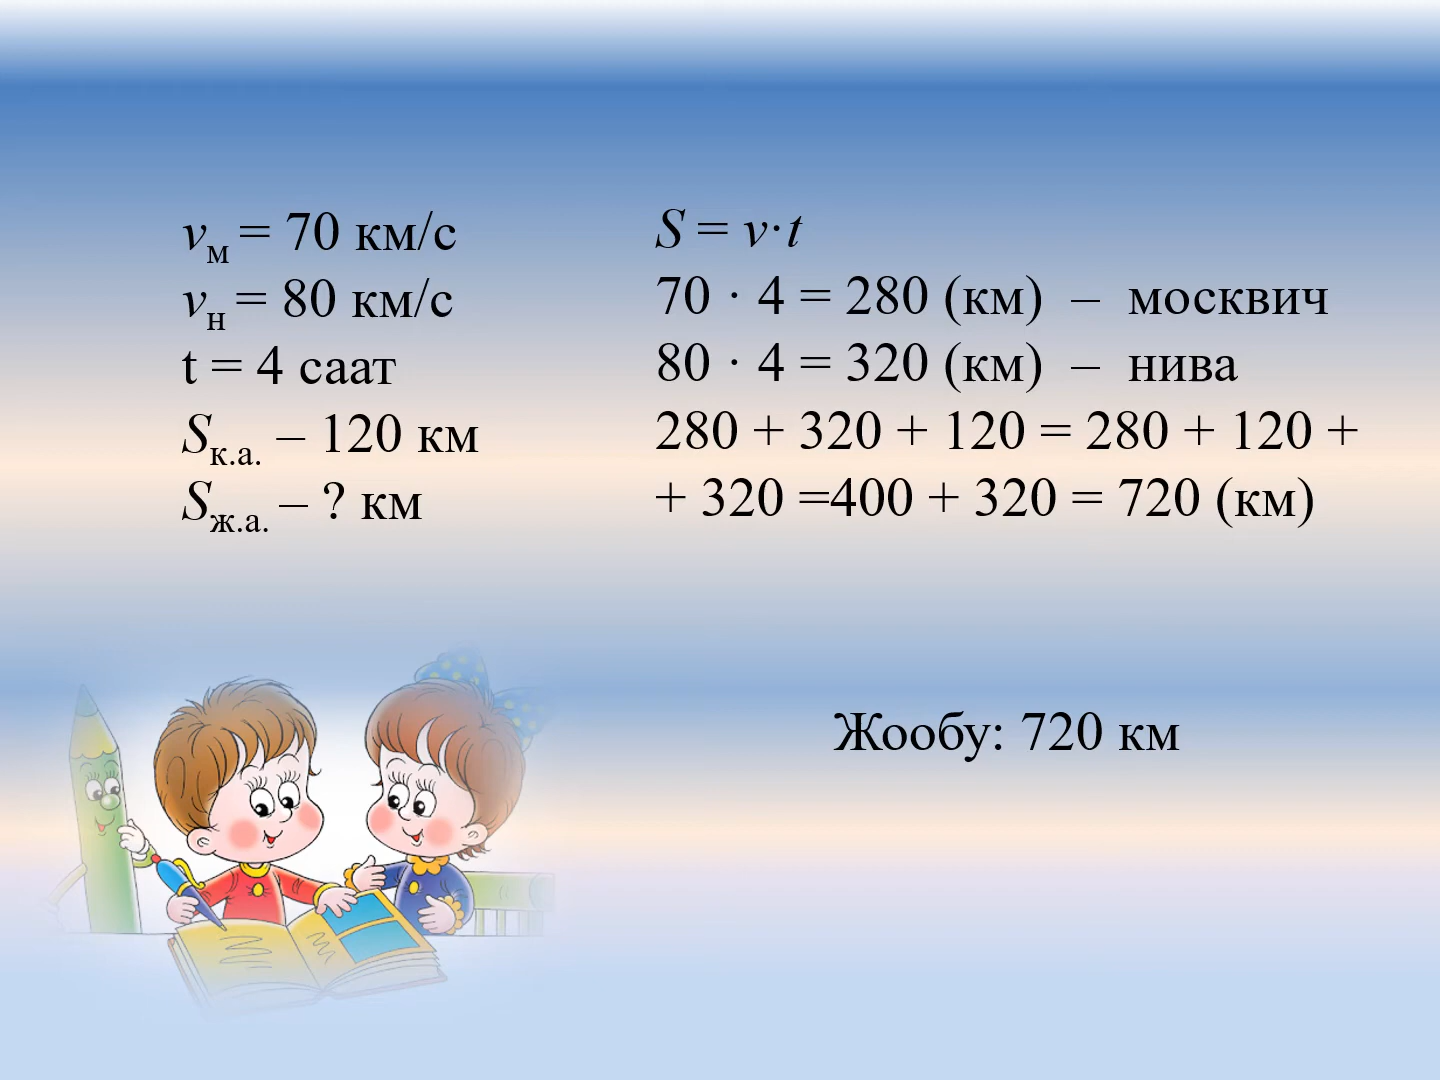 vм = 70 км/с
vн = 80 км/с
t = 4 саат
Sк.а. – 120 км
Sж.а. – ? км
S = v·t
70 · 4 = 280 (км) – москвич
80 · 4 = 320 (км) – нива
280 + 320 + 120 = 280 + 120 +
+ 320 =400 + 320 = 720 (км)
Жообу: 720 км